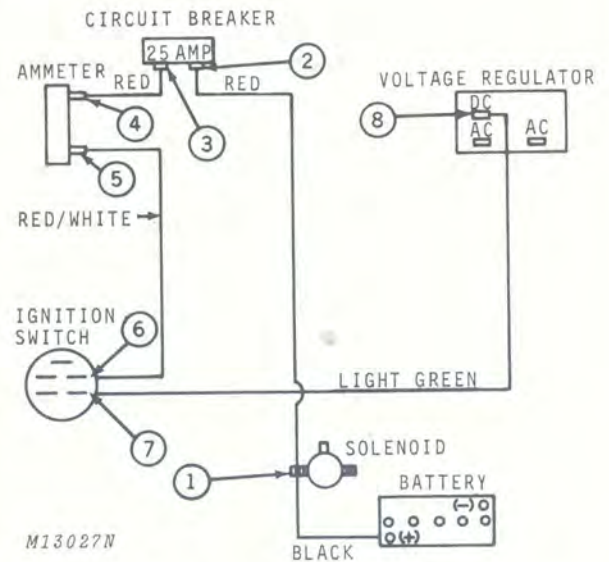 CIRCUIT BREAKER
25 AMP
2
AMMETER
RED
RED
VOLTAGE REGULATOR
4
3
8
DC
AC
AC
5
RED/WHITE
IGNITION
SWITCH
6
LIGHT GREEN
7
SOLENOID
1
BATTERY
(-)
(+)
M13027N
BLACK